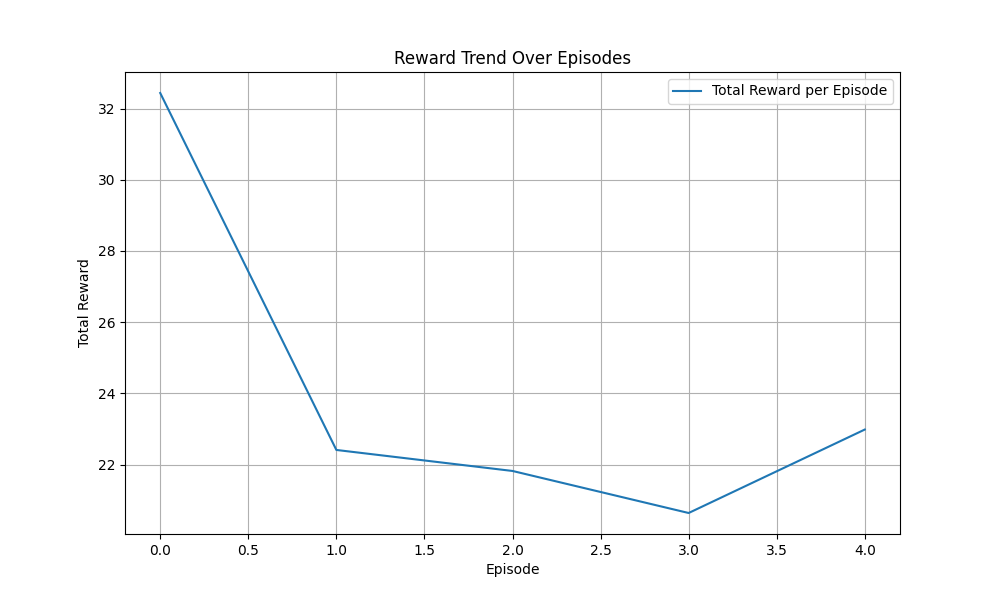 Reward Trend Over Episodes
Total Reward per Episode
Total Reward
32
30
28
26
24
22
0.0 0.5 1.0 1.5 2.0 2.5 3.0 3.5 4.0
Episode